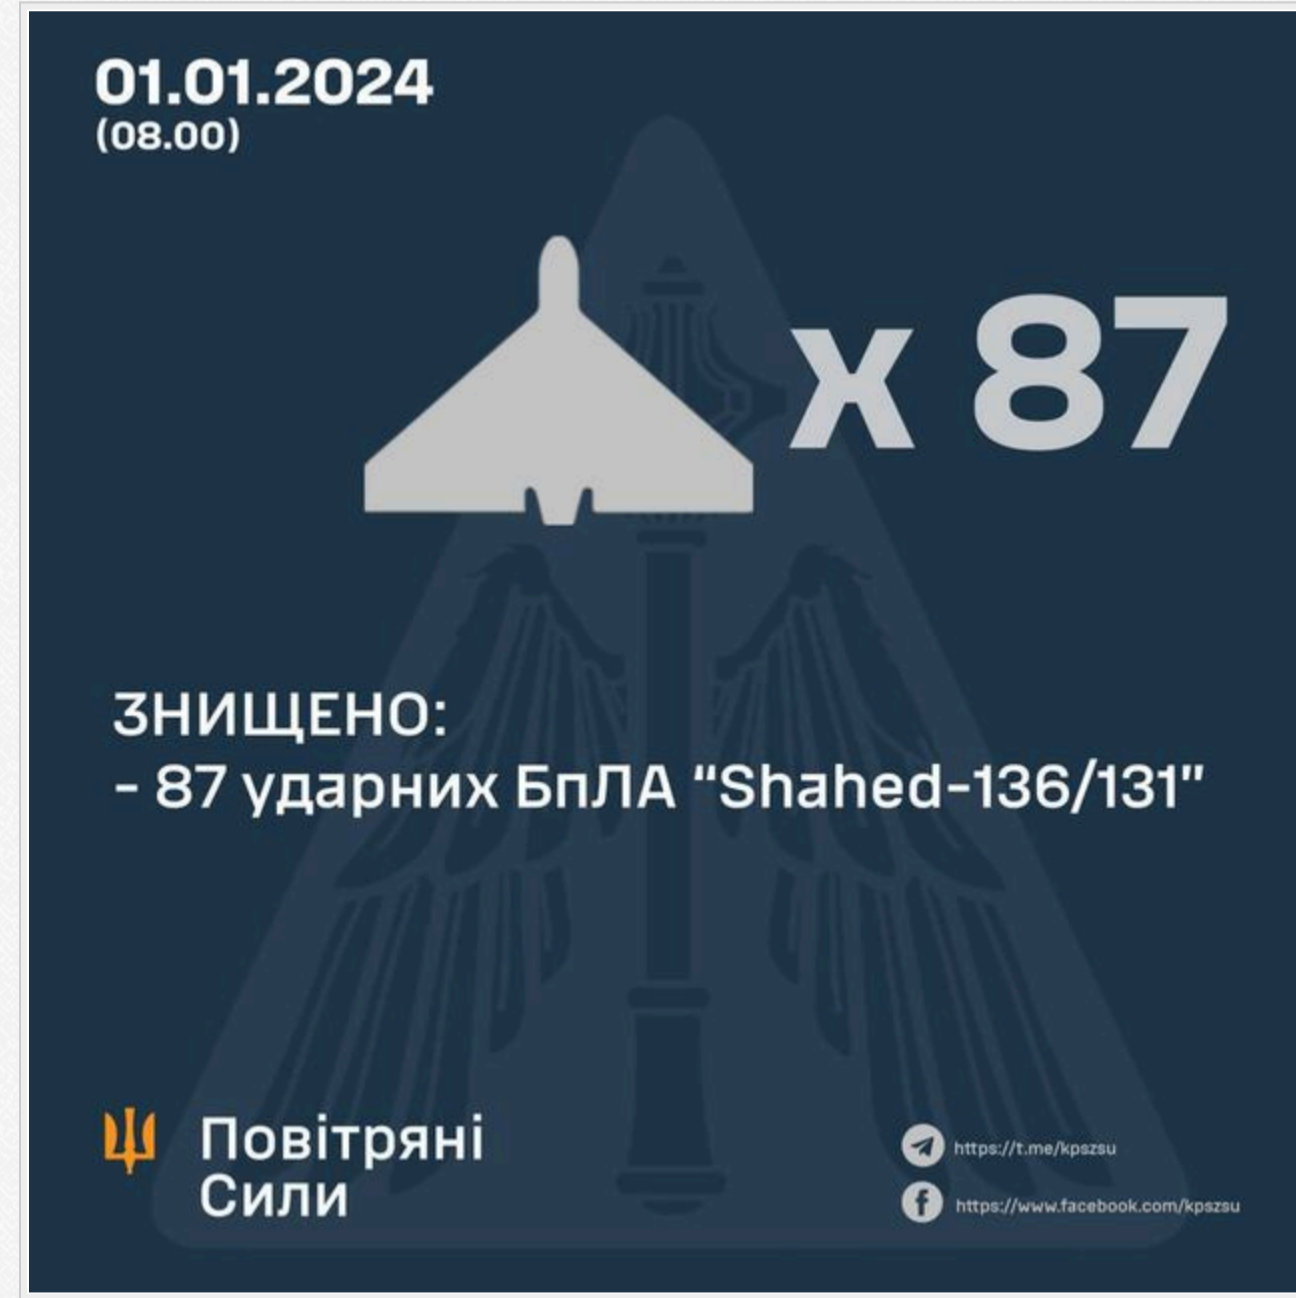 01.01.2024
(08.00)
x 87
ЗНИЩЕНО:
- 87 ударних БпЛА “Shahed-136/131”
Повітряні
Сили
https://t.me/kpszsu
https://www.facebook.com/kpszsu